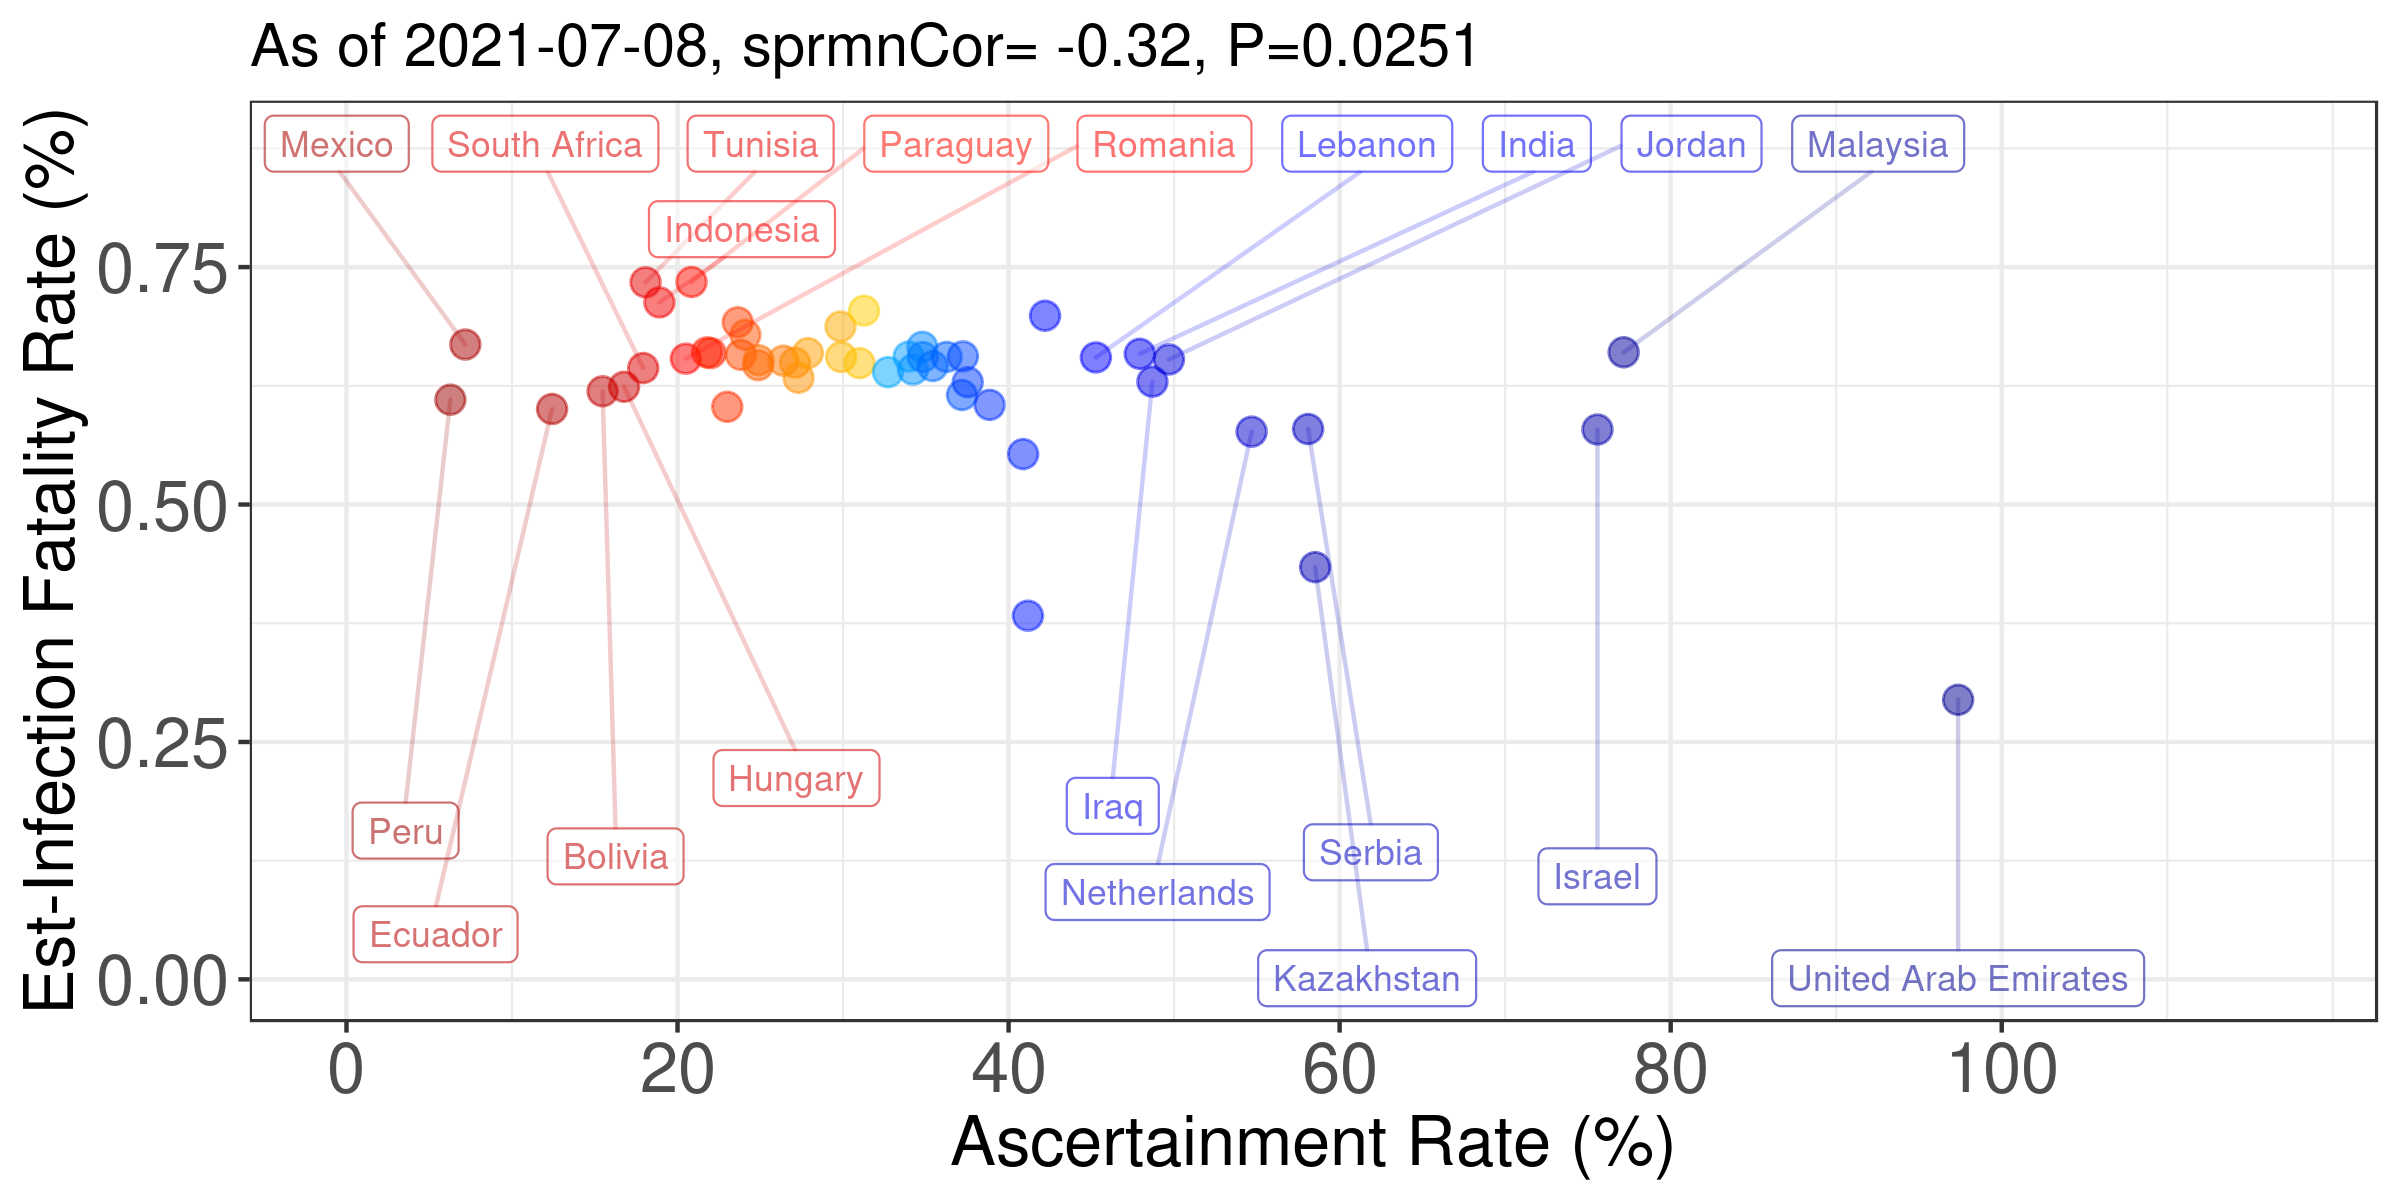 As of 2021-07-08, sprmnCor= -0.32, P=0.0251
Mexico
South Africa
Tunisia
Paraguay
Romania
Lebanon
India
Jordan
Malaysia
Indonesia
Hungary
Iraq
Peru
Bolivia
Serbia
Israel
Netherlands
Ecuador
Kazakhstan
United Arab Emirates
Est-Infection Fatality Rate (%)
0.75
0.50
0.25
0.00
0
20
40
60
80
100
Ascertainment Rate (%)